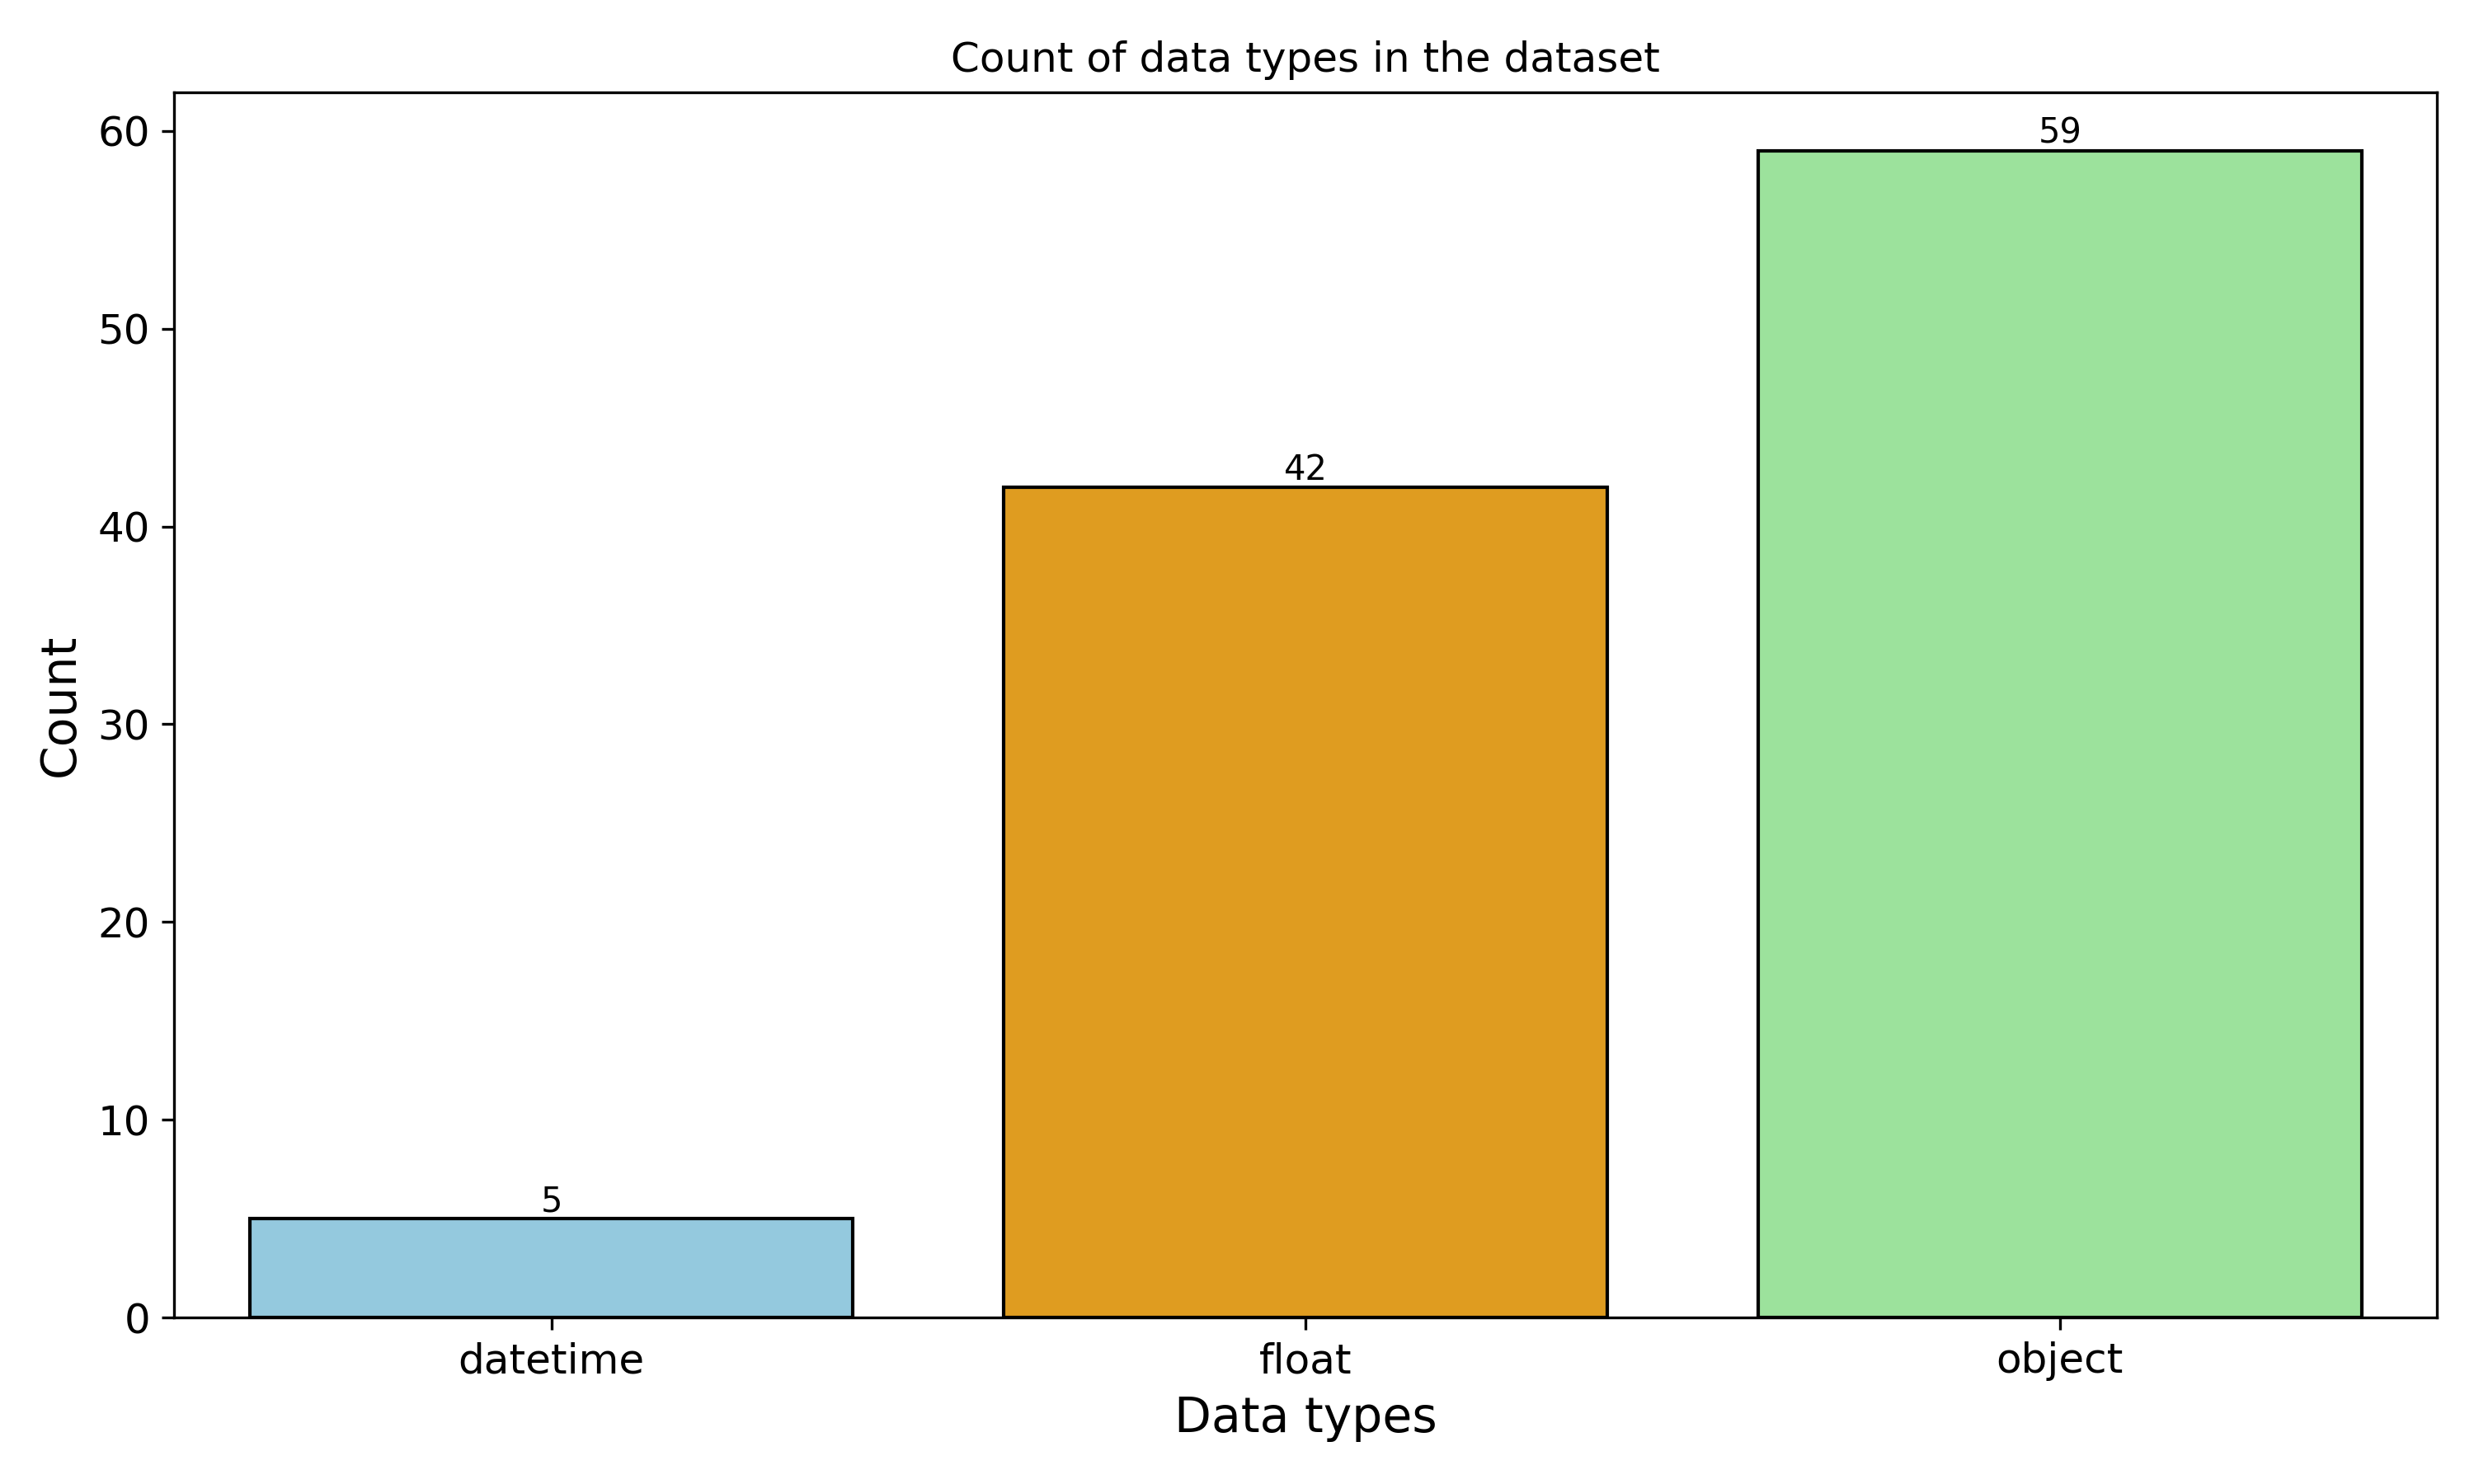 Count of data types in the dataset
60
50
40
30
20
10
0
Count
5
42
59
datetime
float
object
Data types